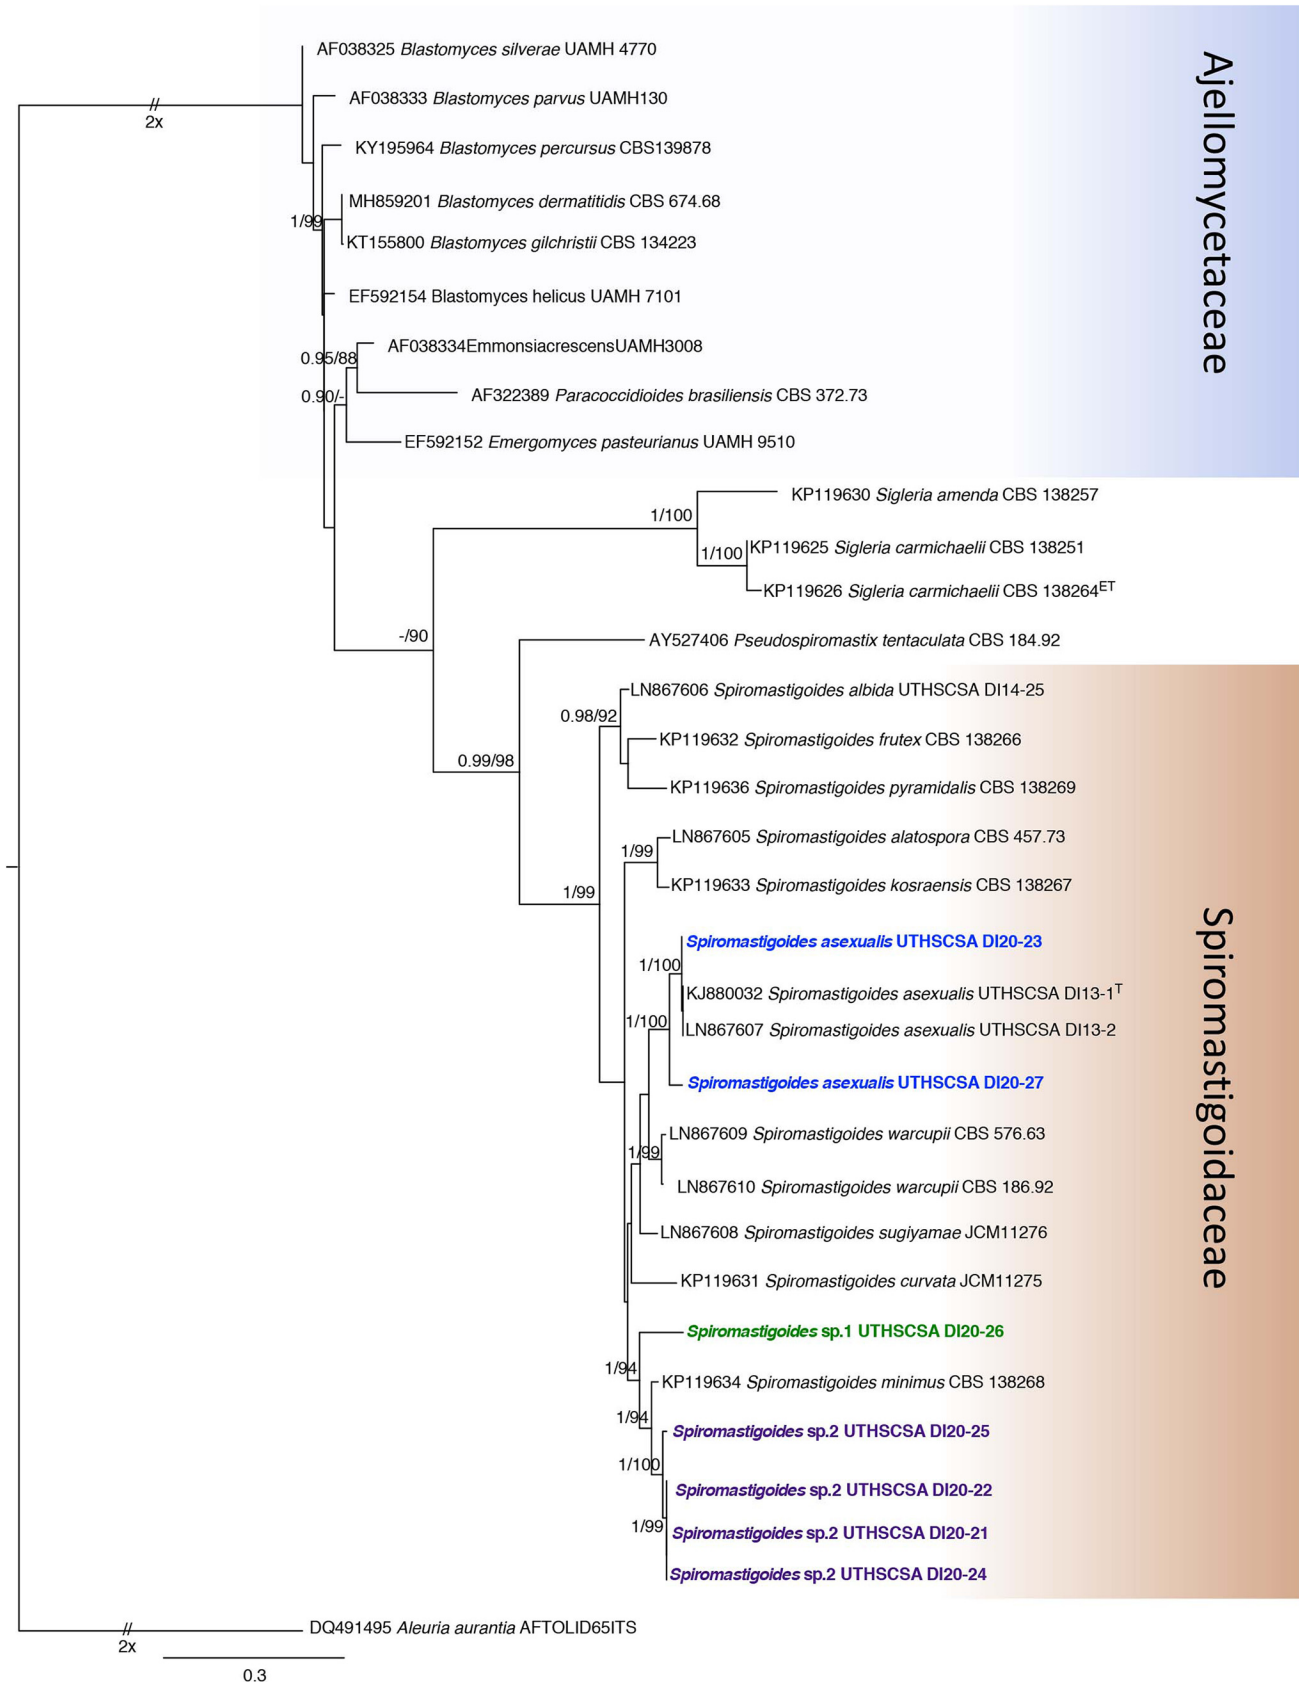 AF038325 Blastomyces silverae UAMH 4770
AF038333 Blastomyces parvus UAMH130
//
2x
KY195964 Blastomyces percursus CBS139878
MH859201 Blastomyces dermatitidis CBS 674.68
1/99
KT155800 Blastomyces gilchristii CBS 134223
EF592154 Blastomyces helicus UAMH 7101
AF038334EmmonsiacrescensUAMH3008
0.95/88
0.90/-
AF322389 Paracoccidioides brasiliensis CBS 372.73
EF592152 Emergomyces pasteurianus UAMH 9510
Ajellomycetaceae
KP119630 Sigleria amenda CBS 138257
1/100
1/100
KP119625 Sigleria carmichaelii CBS 138251
KP119626 Sigleria carmichaelii CBS 138264ET
-/90
AY527406 Pseudospiromastix tentaculata CBS 184.92
LN867606 Spiromastigoides albida UTHSCSA DI14-25
0.98/92
KP119632 Spiromastigoides frutex CBS 138266
0.99/98
KP119636 Spiromastigoides pyramidalis CBS 138269
LN867605 Spiromastigoides alatospora CBS 457.73
1/99
KP119633 Spiromastigoides kosraensis CBS 138267
1/99
Spiromastigoides asexualis UTHSCSA DI20-23
1/100
KJ880032 Spiromastigoides asexualis UTHSCSA DI13-1T
1/100
LN867607 Spiromastigoides asexualis UTHSCSA DI13-2
Spiromastigoides asexualis UTHSCSA DI20-27
LN867609 Spiromastigoides warcupii CBS 576.63
1/99
LN867610 Spiromastigoides warcupii CBS 186.92
LN867608 Spiromastigoides sugiyamae JCM11276
KP119631 Spiromastigoides curvata JCM11275
Spiromastigoides sp.1 UTHSCSA DI20-26
1/94
KP119634 Spiromastigoides minimus CBS 138268
1/94
Spiromastigoides sp.2 UTHSCSA DI20-25
1/100
Spiromastigoides sp.2 UTHSCSA DI20-22
1/99
Spiromastigoides sp.2 UTHSCSA DI20-21
Spiromastigoides sp.2 UTHSCSA DI20-24
Spiromastigoidaceae
//
2x
DQ491495 Aleuria aurantia AFTOLID65ITS
0.3